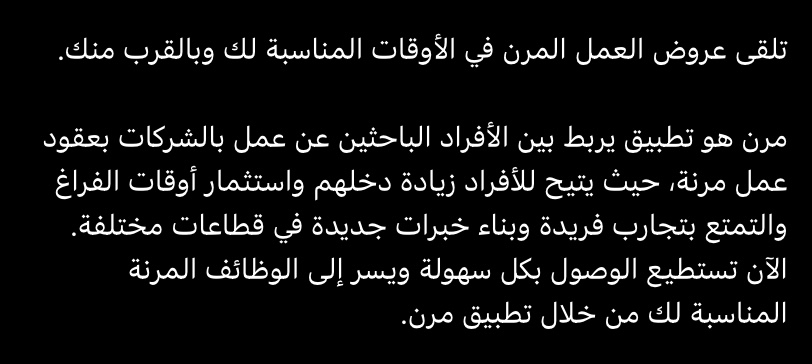 تلقى عروض العمل المرن في الأوقات المناسبة لك وبالقرب منك.
مرن هو تطبيق يربط بين الأفراد الباحثين عن عمل بالشركات بعقود
عمل مرنة، حيث يتيح للأفراد زيادة دخلهم واستثمار أوقات الفراغ
والتمتع بتجارب فريدة وبناء خبرات جديدة في قطاعات مختلفة.
الآن تستطيع الوصول بكل سهولة ويسر إلى الوظائف المرنة
المناسبة لك من خلال تطبيق مرن.